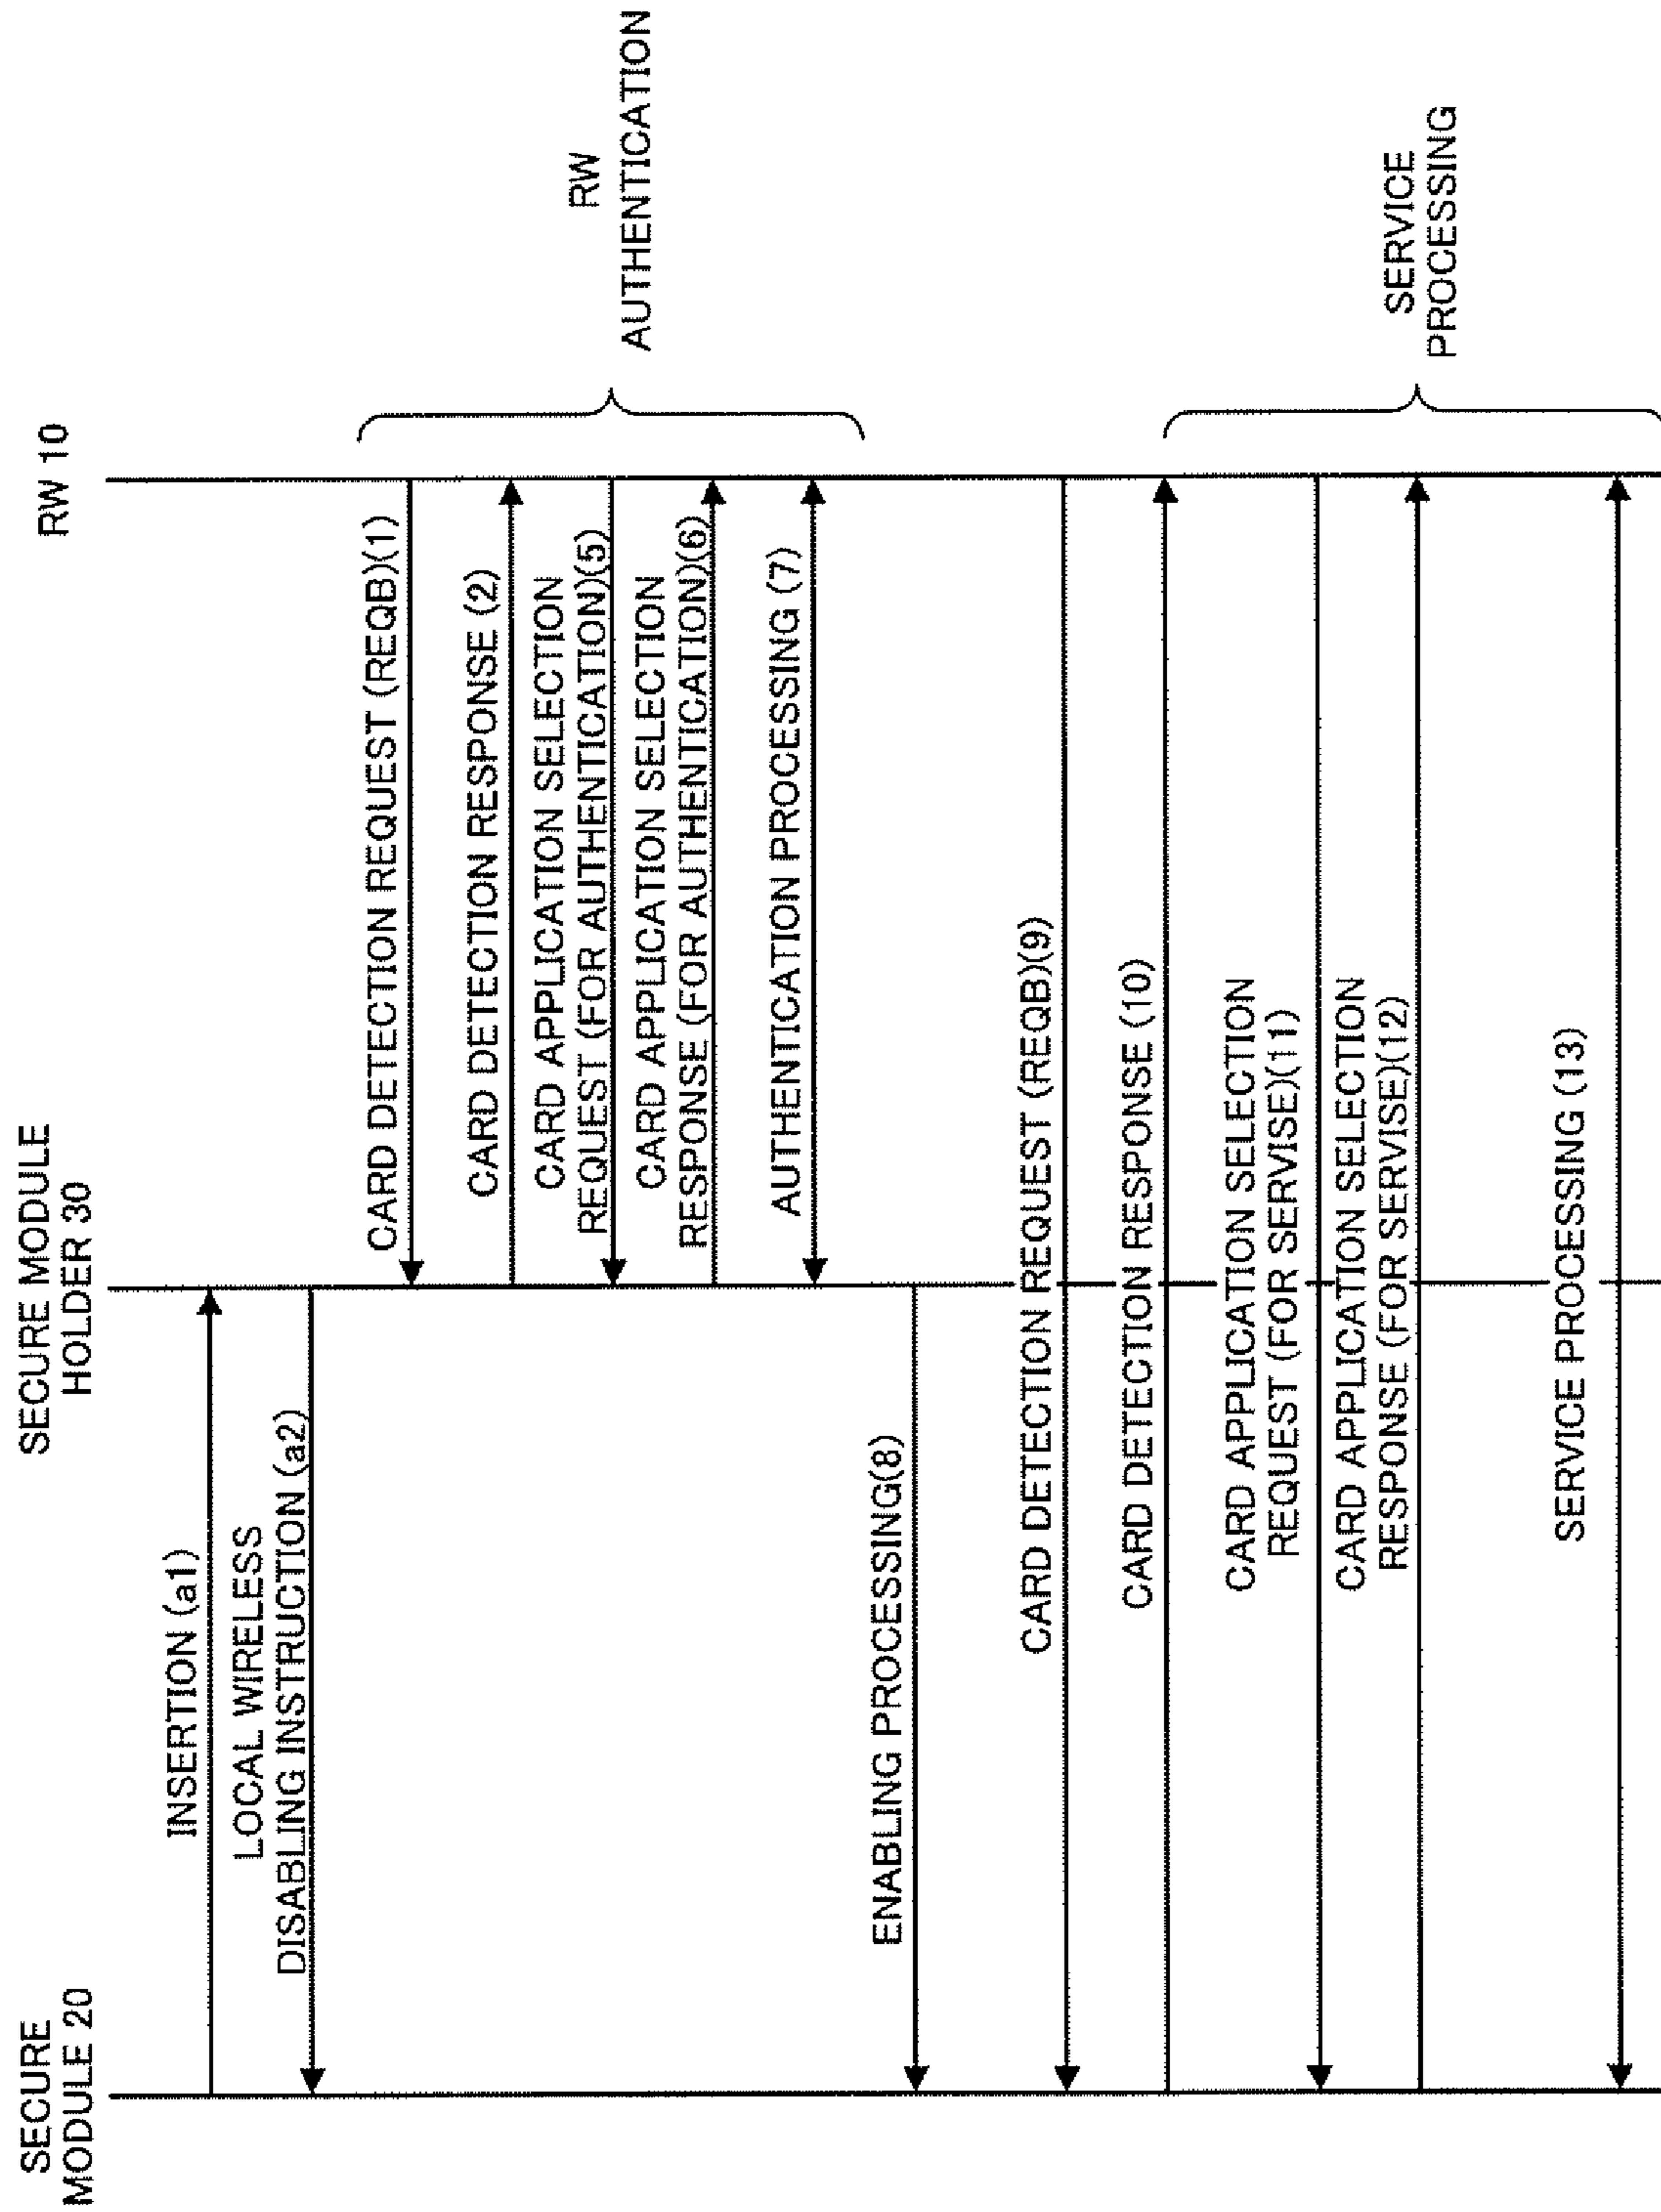 SECURE
MODULE 20
SECURE MODULE
HOLDER 30
RW 10
INSERTION (a1)
LOCAL WIRELESS
DISABLING INSTRUCTION (a2)
CARD DETECTION REQUEST (REQB)(1)
CARD DETECTION RESPONSE (2)
CARD APPLICATION SELECTION
REQUEST (FOR AUTHENTICATION)(5)
CARD APPLICATION SELECTION
RESPONSE (FOR AUTHENTICATION)(6)
AUTHENTICATION PROCESSING (7)
RW
AUTHENTICATION
ENABLING PROCESSING(8)
CARD DETECTION REQUEST (REQB)(9)
CARD DETECTION RESPONSE (10)
CARD APPLICATION SELECTION
REQUEST (FOR SERVISE)(11)
CARD APPLICATION SELECTION
RESPONSE (FOR SERVISE)(12)
SERVICE PROCESSING (13)
SERVICE
PROCESSING